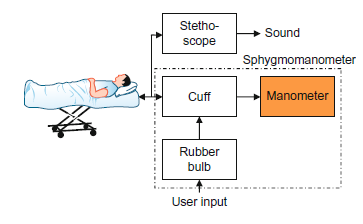 Stetho-
scope
Sound
Sphygmomanometer
Cuff
Manometer
Rubber
bulb
User input